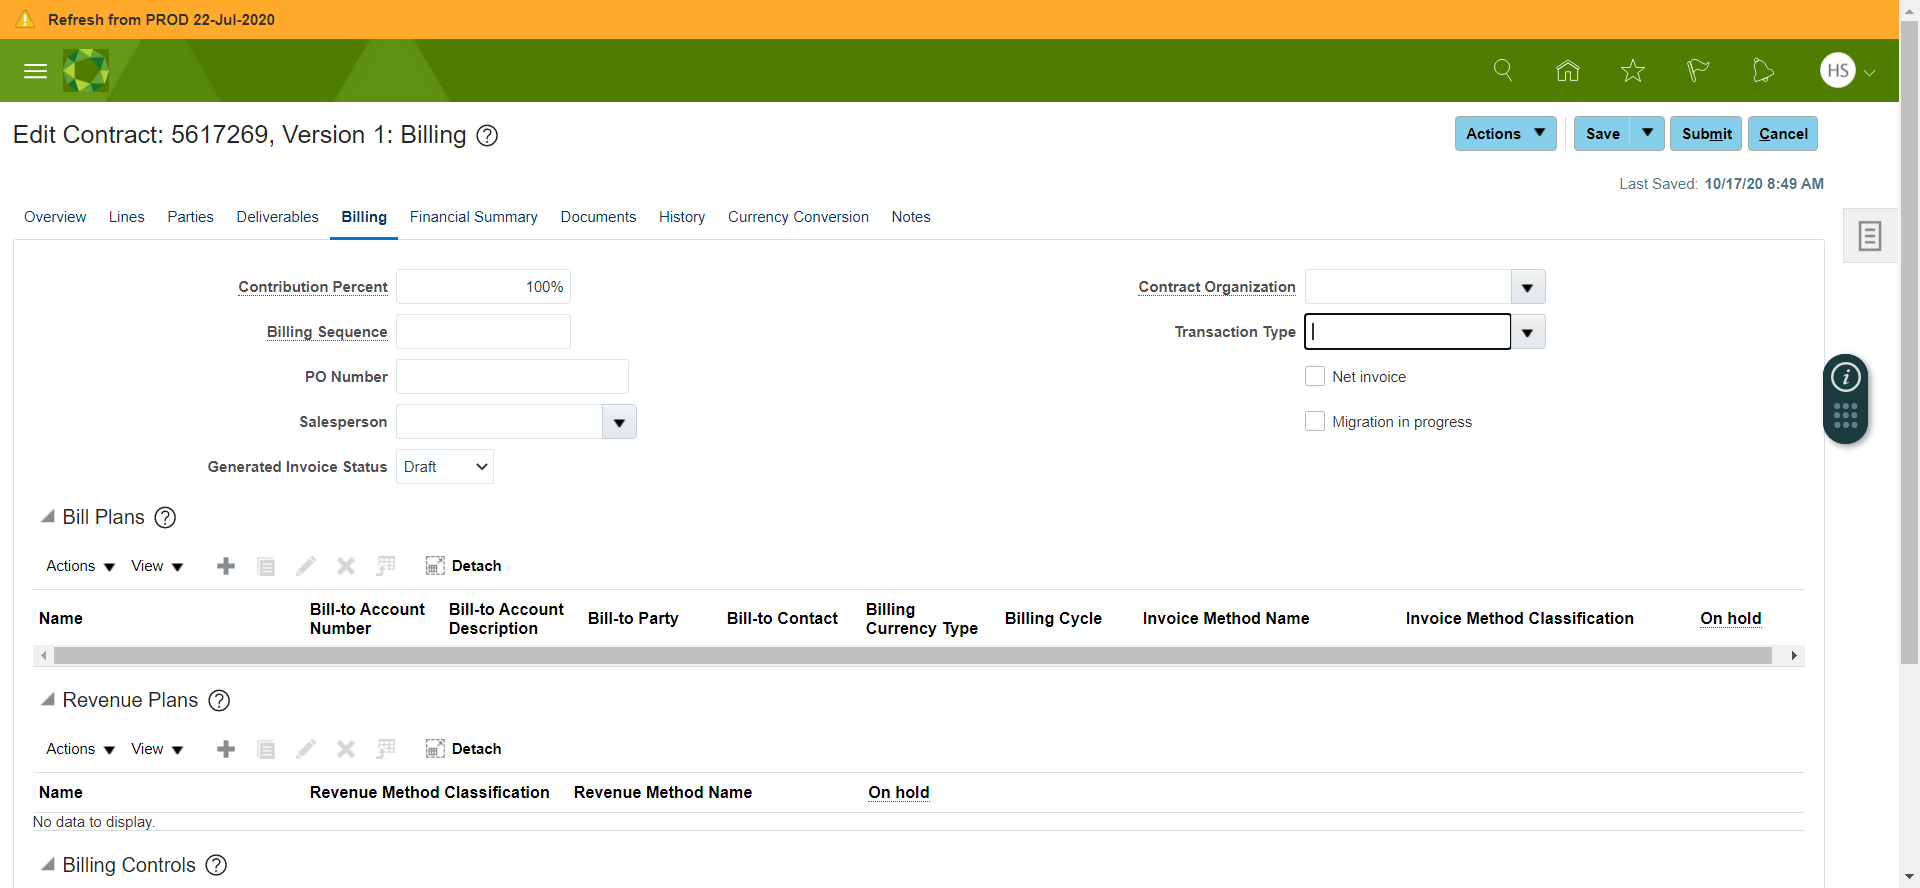 Refresh from PROD 22-Jul-2020
HS
Edit Contract: 5617269, Version 1: Billing
Actions Save Submit Cancel
Last Saved: 10/17/20 8:49 AM
Overview Lines Parties Deliverables Billing Financial Summary Documents History Currency Conversion Notes
Contribution Percent 100%
Contract Organization
Billing Sequence
Transaction Type
PO Number
Net invoice
Salesperson
Migration in progress
Generated Invoice Status Draft
Bill Plans ?
Actions View Detach
Name Bill-to Account Number Bill-to Account Description Bill-to Party Bill-to Contact Billing Currency Type Billing Cycle Invoice Method Name Invoice Method Classification On hold
Revenue Plans ?
Actions View Detach
Name Revenue Method Classification Revenue Method Name On hold
No data to display.
Billing Controls ?